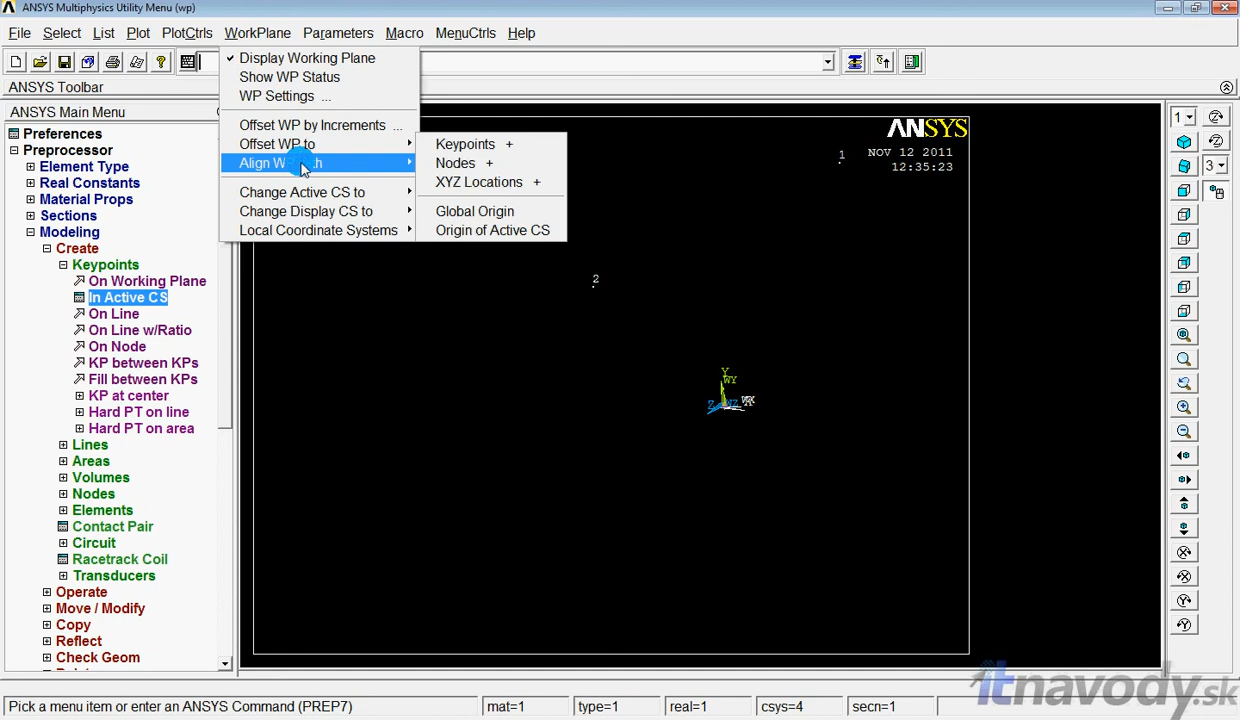 ANSYS Multiphysics Utility Menu (wp)
File Select List Plot PlotCtrls WorkPlane Parameters Macro MenuCtrls Help
Display Working Plane
Show WP Status
WP Settings ...
Offset WP by Increments ...
Offset WP to
Align WP with
Change Active CS to
Change Display CS to
Local Coordinate Systems
Keypoints +
Nodes +
XYZ Locations +
Global Origin
Origin of Active CS
ANSYS Toolbar
ANSYS Main Menu
Preferences
Preprocessor
Element Type
Real Constants
Material Props
Sections
Modeling
Create
Keypoints
On Working Plane
In Active CS
On Line
On Line w/Ratio
On Node
KP between KPs
Fill between KPs
KP at center
Hard PT on line
Hard PT on area
Lines
Areas
Volumes
Nodes
Elements
Contact Pair
Circuit
Racetrack Coil
Transducers
Operate
Move / Modify
Copy
Reflect
Check Geom
ANSYS
NOV 12 2011
12:35:23
1
2
Y
WY
Z
WZ
1
3
itnavody.sk
Pick a menu item or enter an ANSYS Command (PREP7)
mat=1
type=1
real=1
csys=4
secn=1